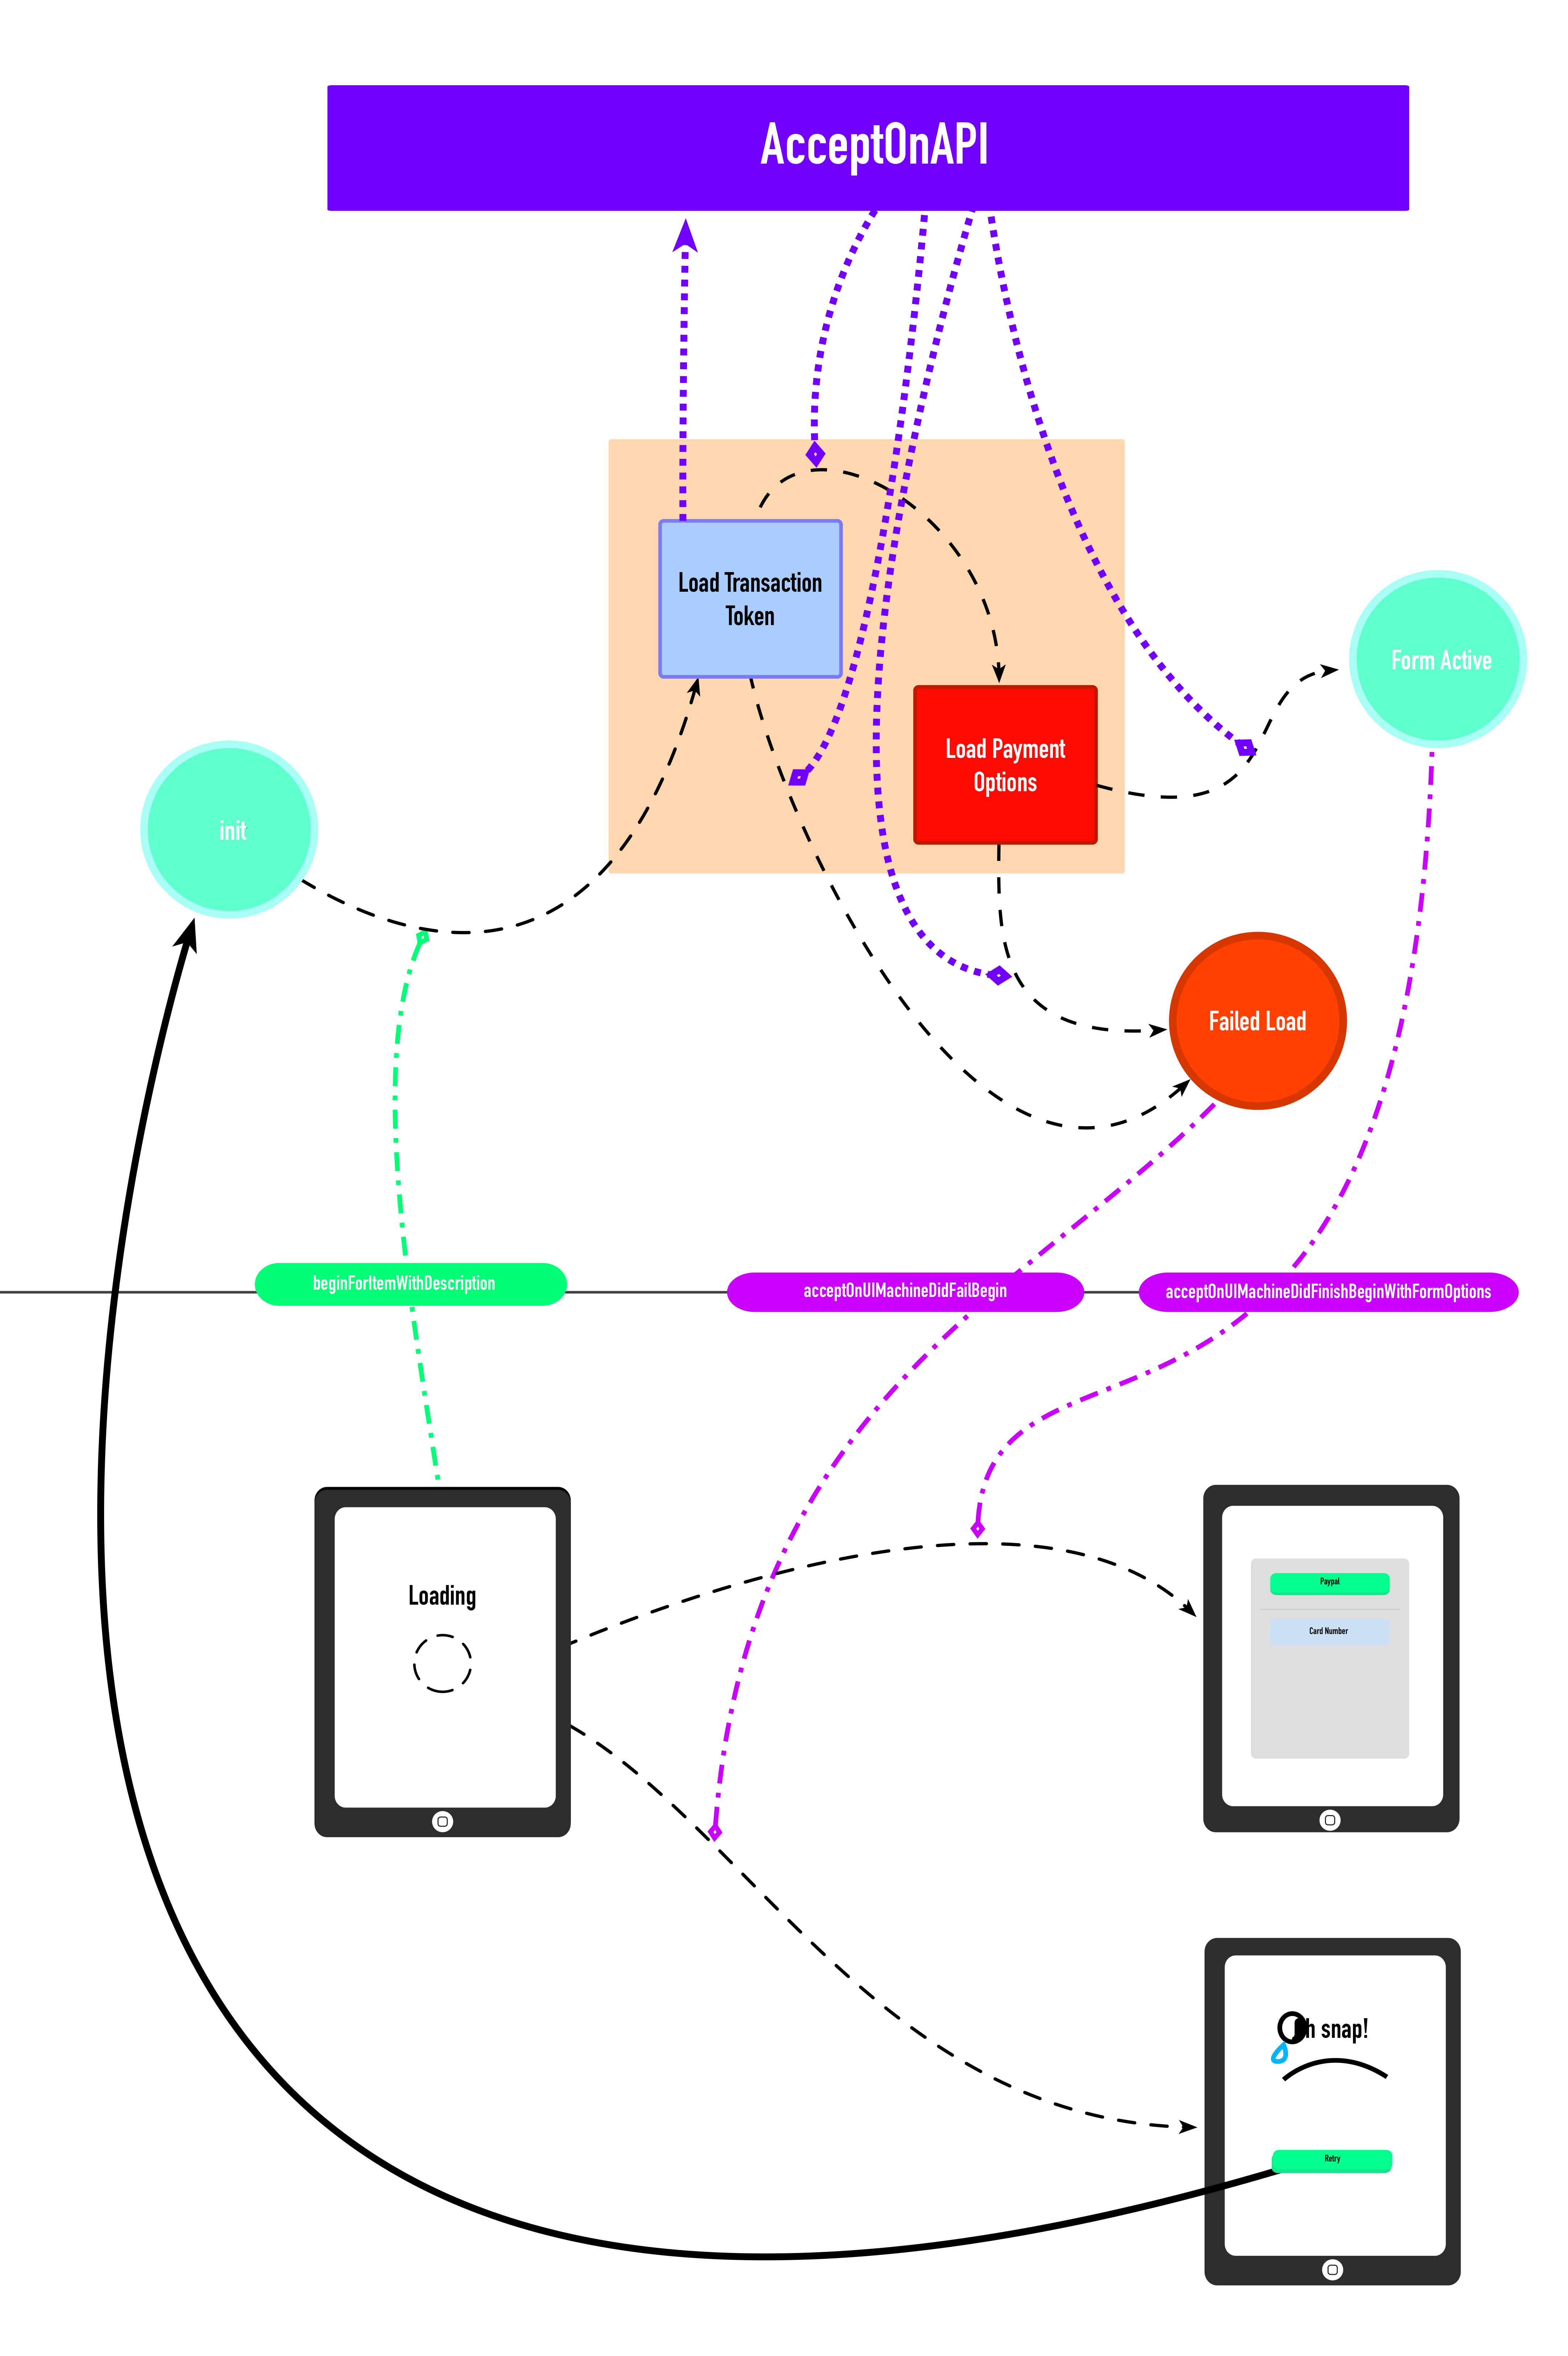 AcceptOnAPI
Load Transaction
Token
Form Active
Load Payment
Options
init
Failed Load
beginForItemWithDescription
acceptOnUIMachineDidFailBegin
acceptOnUIMachineDidFinishBeginWithFormOptions
Loading
Paypal
Card Number
Oh snap!
Retry